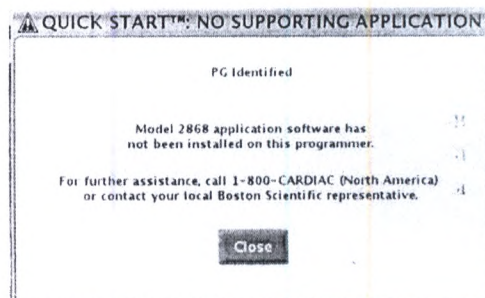 QUICK START™: NO SUPPORTING APPLICATION
PG Identified
Model 2868 application software has
not been installed on this programmer.
For further assistance, call 1-800-CARDIAC (North America)
or contact your local Boston Scientific representative.
Close